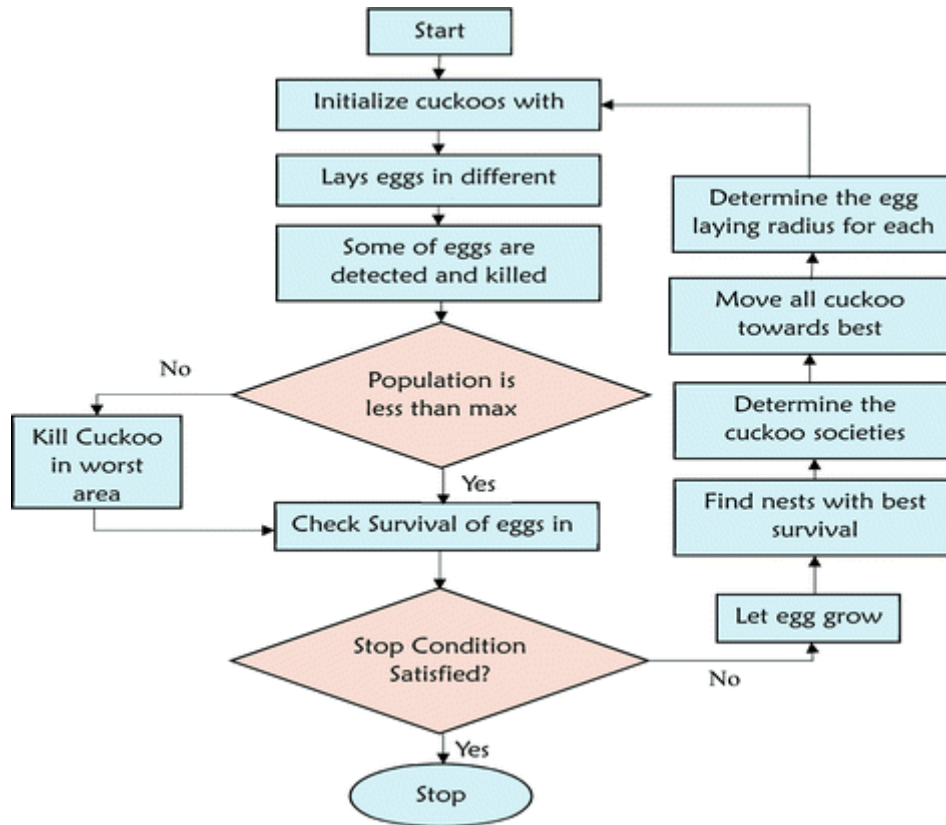 Start
Initialize cuckoos with
Lays eggs in different
Some of eggs are
detected and killed
No
Population is
less than max
Kill Cuckoo
in worst
area
Yes
Check Survival of eggs in
Stop Condition
Satisfied?
No
Yes
Stop
Let egg grow
Find nests with best
survival
Determine the
cuckoo societies
Move all cuckoo
towards best
Determine the egg
laying radius for each